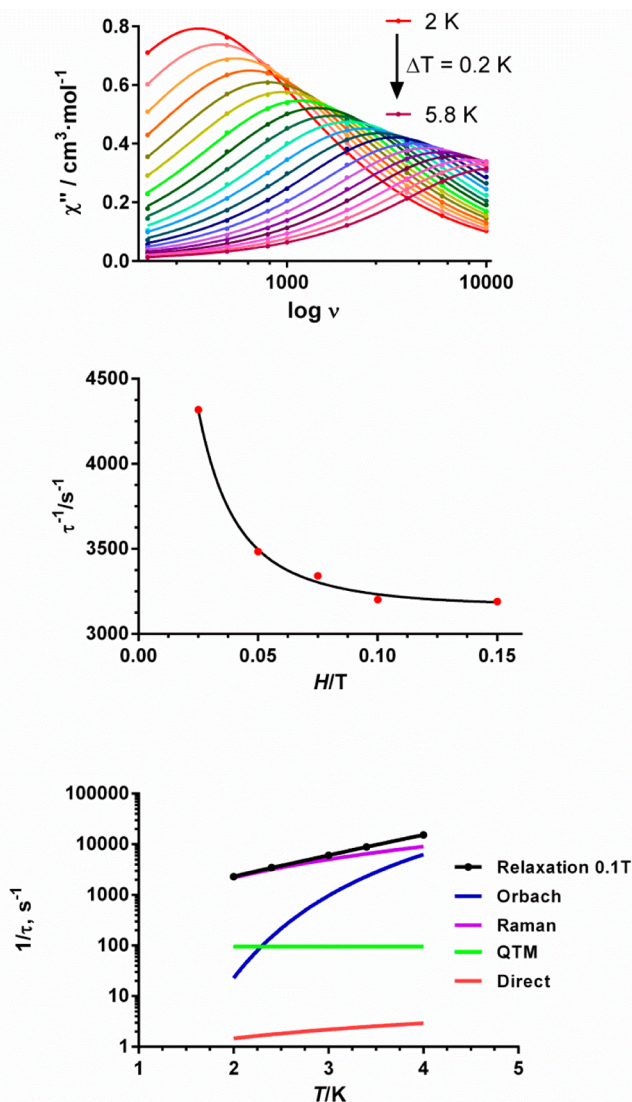 2 K
ΔT = 0.2 K
5.8 K
χ'' / cm³·mol⁻¹
0.8
0.6
0.4
0.2
0.0
1000
10000
log ν
4500
4000
3500
3000
τ⁻¹/s⁻¹
0.00
0.05
0.10
0.15
H/T
100000
10000
1000
100
10
1
1/τ, s⁻¹
Relaxation 0.1T
Orbach
Raman
QTM
Direct
1
2
3
4
5
T/K